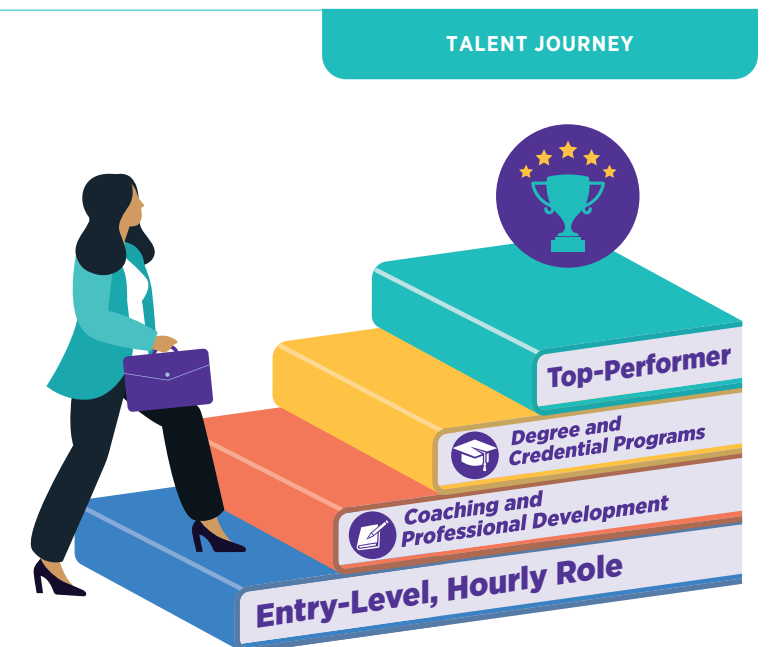 TALENT JOURNEY
Top-Performer
Degree and
Credential Programs
Coaching and
Professional Development
Entry-Level, Hourly Role